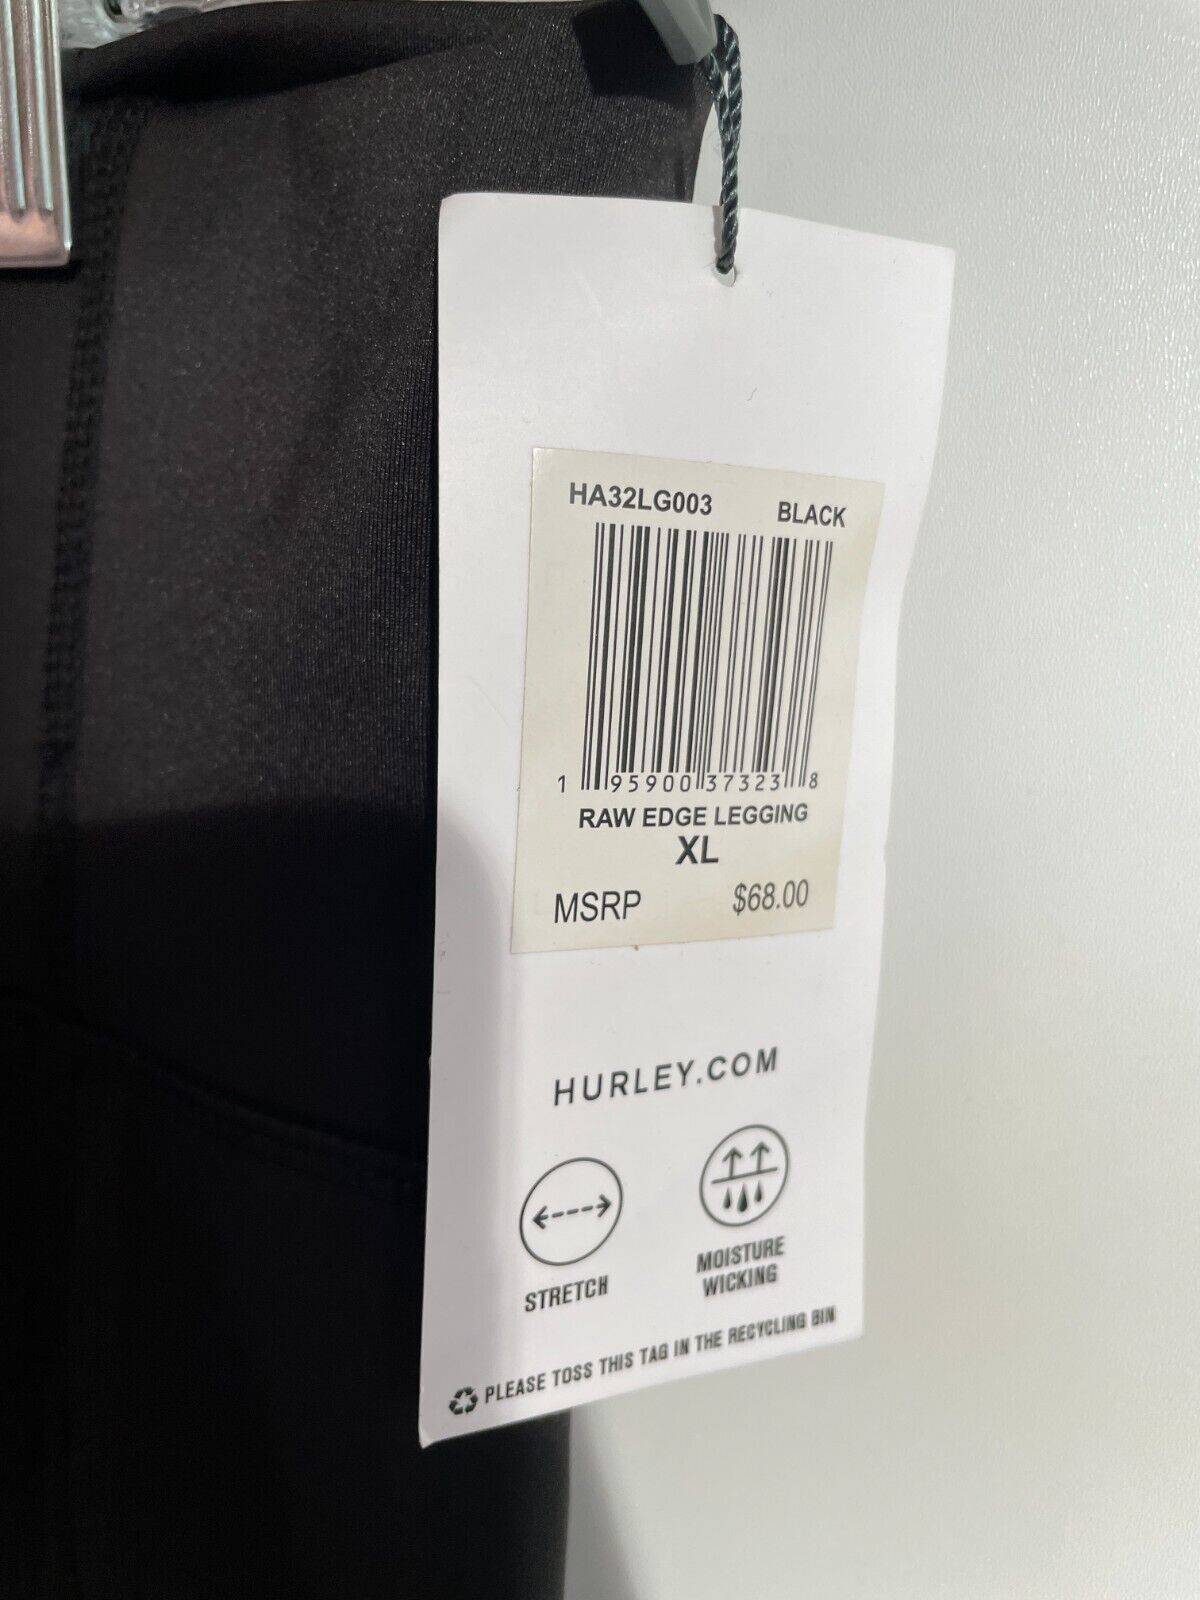 HA32LG003 BLACK
1 95900 37323 8
RAW EDGE LEGGING
XL
MSRP $68.00
HURLEY.COM
STRETCH
MOISTURE
WICKING
PLEASE TOSS THIS TAG IN THE RECYCLING BIN